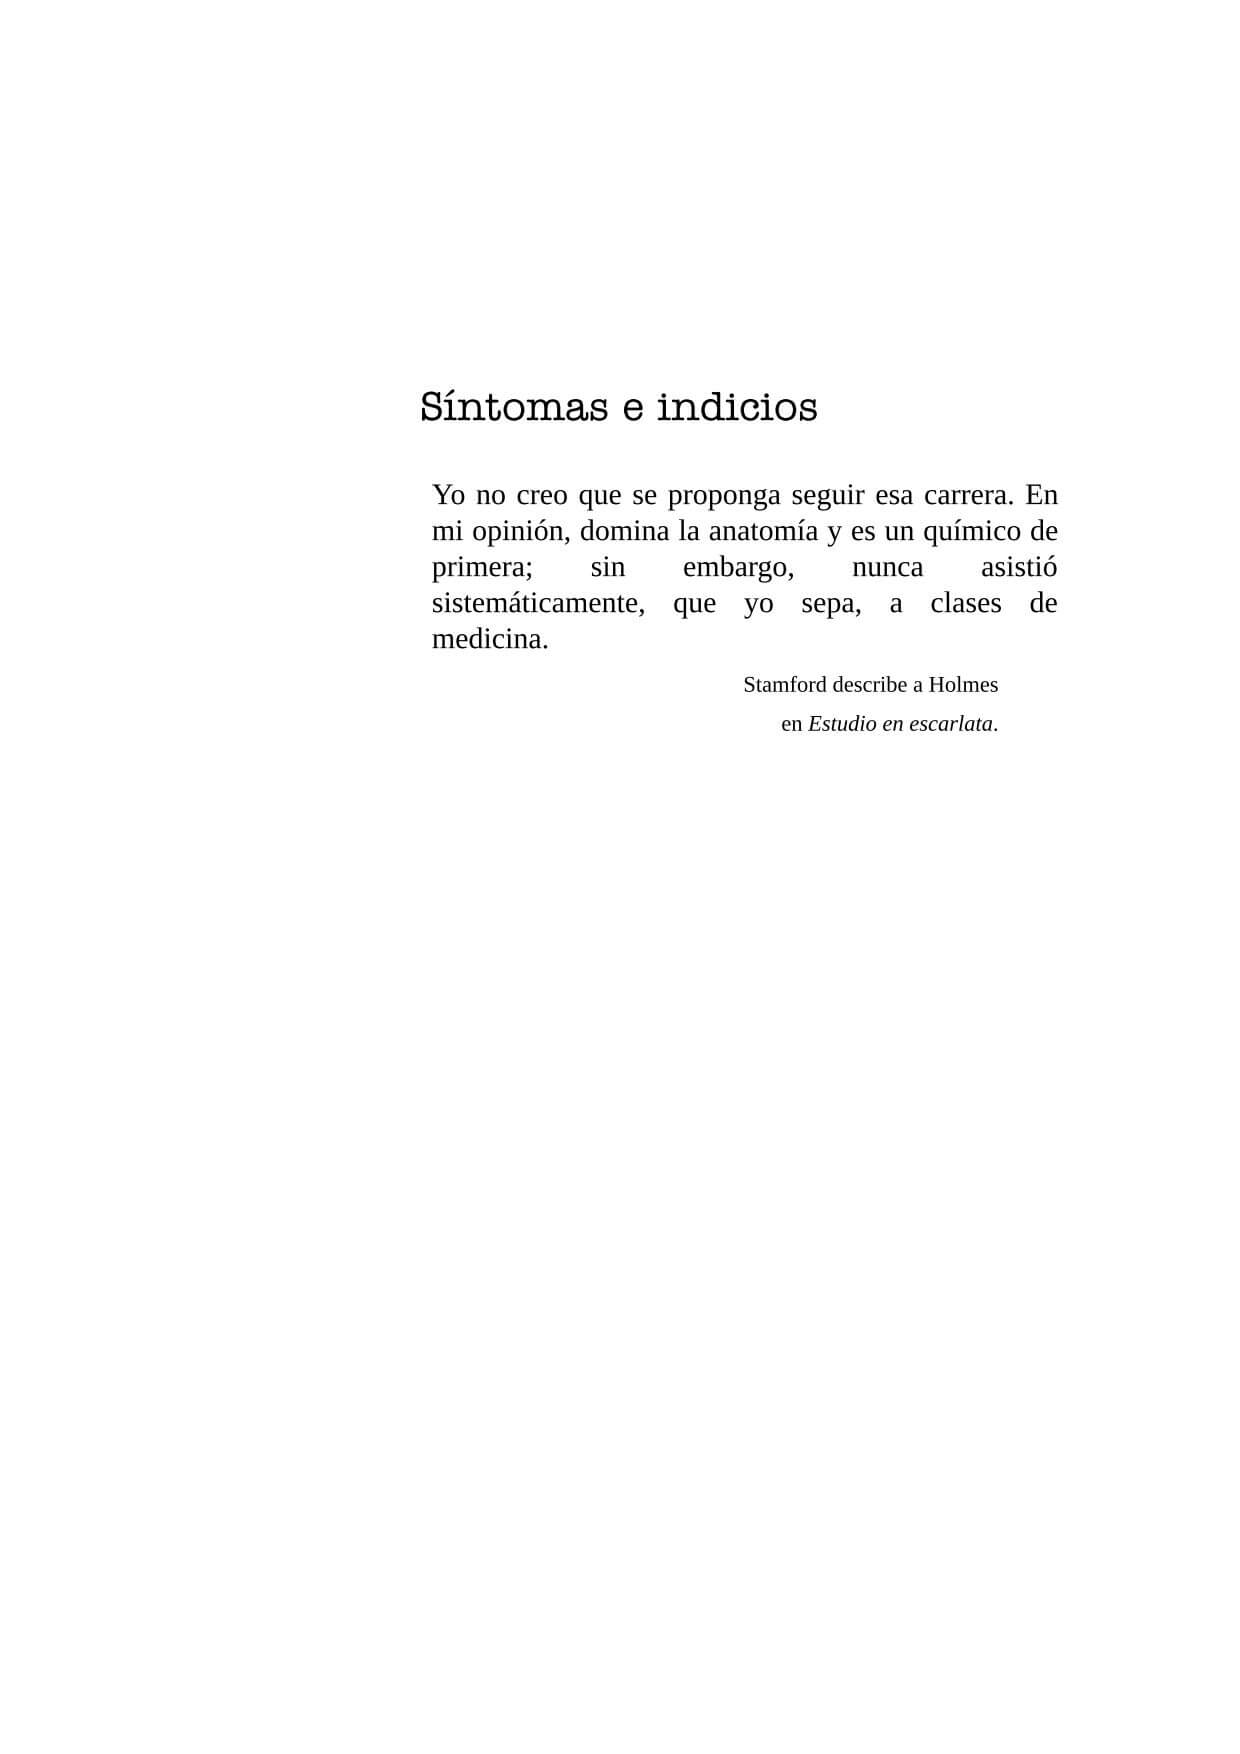 Síntomas e indicios
Yo no creo que se proponga seguir esa carrera. En
mi opinión, domina la anatomía y es un químico de
primera; sin embargo, nunca asistió
sistemáticamente, que yo sepa, a clases de
medicina.
Stamford describe a Holmes
en Estudio en escarlata.